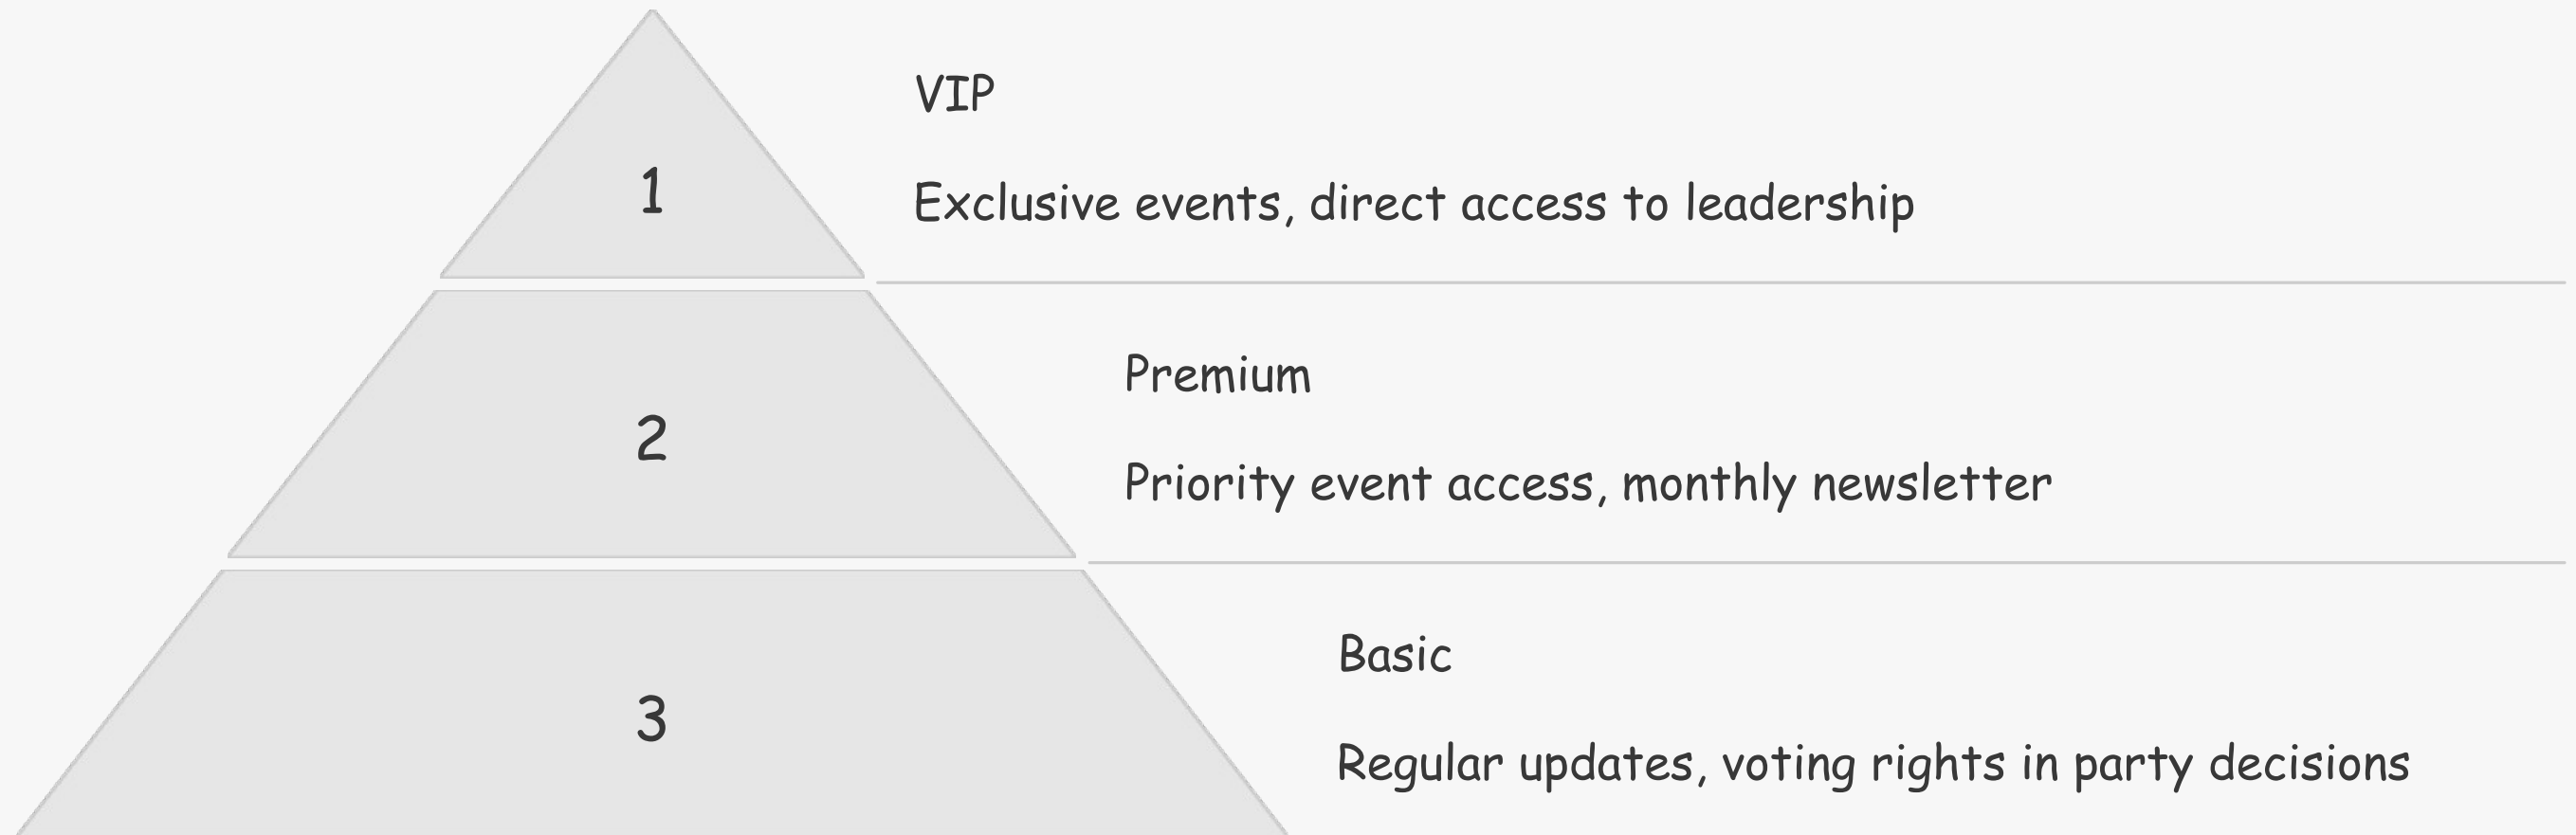 1
VIP
Exclusive events, direct access to leadership
2
Premium
Priority event access, monthly newsletter
3
Basic
Regular updates, voting rights in party decisions